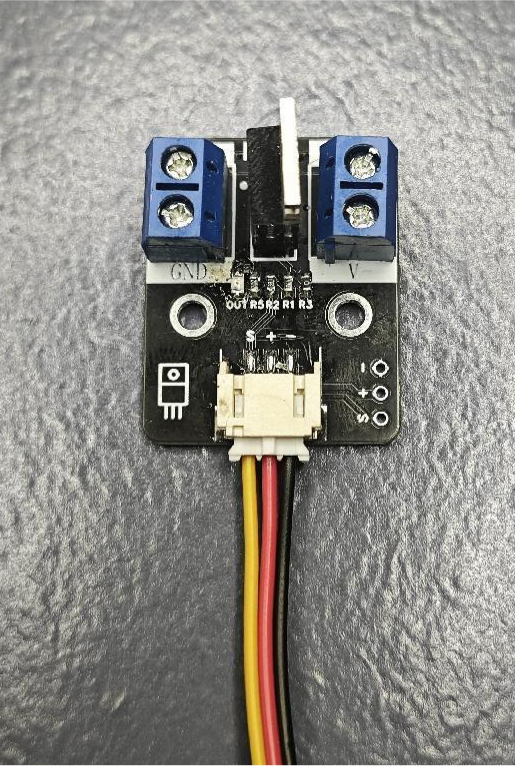 GND V-
OUT R5 R2 R1 R3
S + -
-
+
S